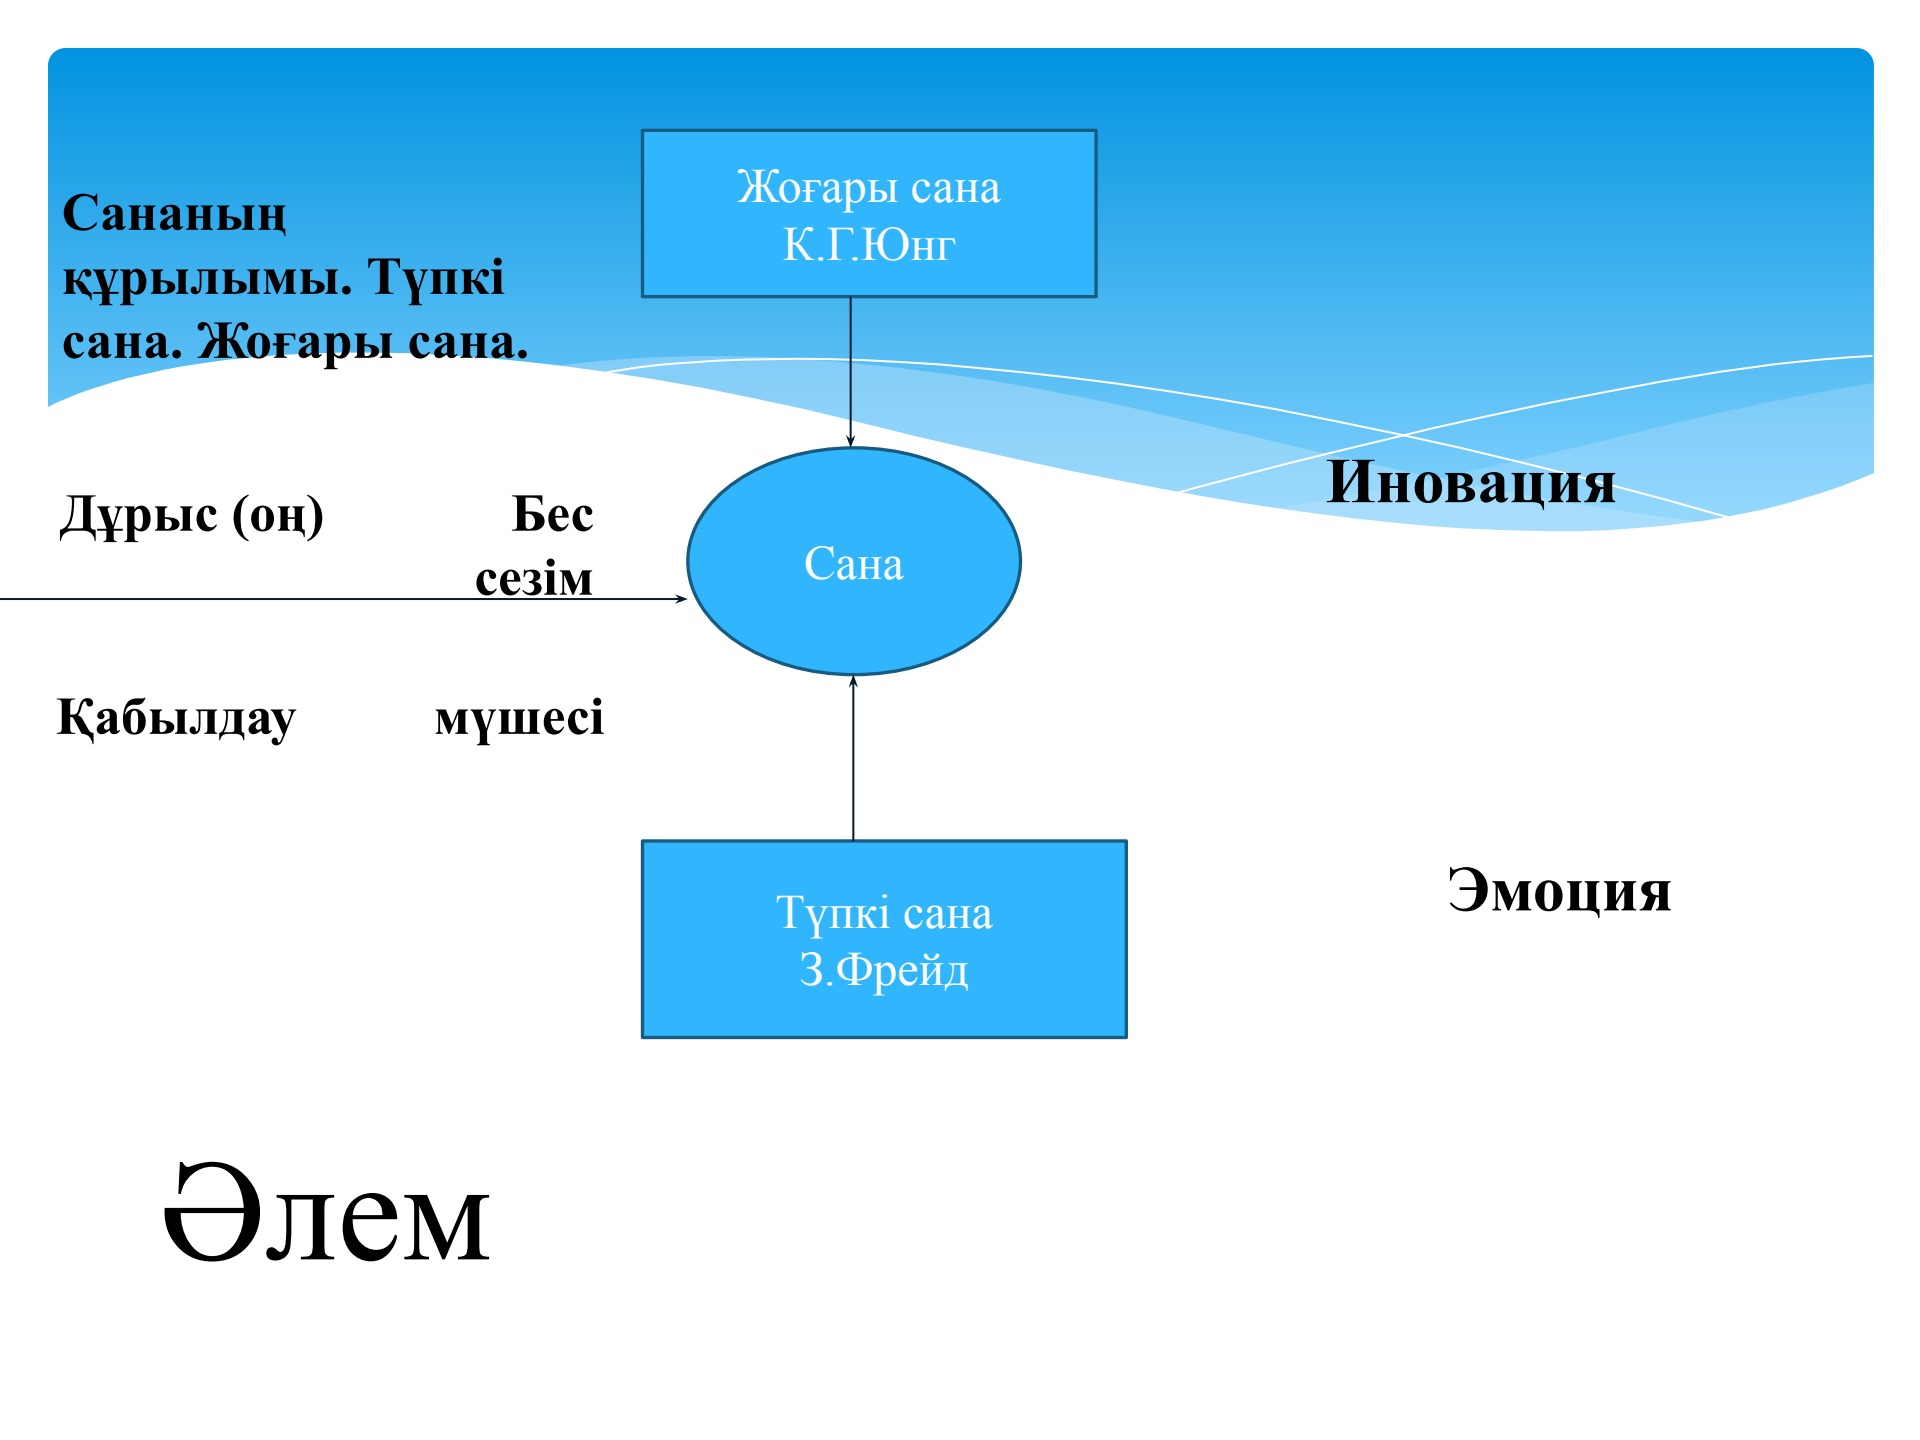 Жоғары сана
К.Г.Юнг
Сананың
құрылымы. Түпкі
сана. Жоғары сана.
Иновация
Дұрыс (оң) Бес
сезім
Сана
Қабылдау мүшесі
Эмоция
Түпкі сана
З.Фрейд
Әлем